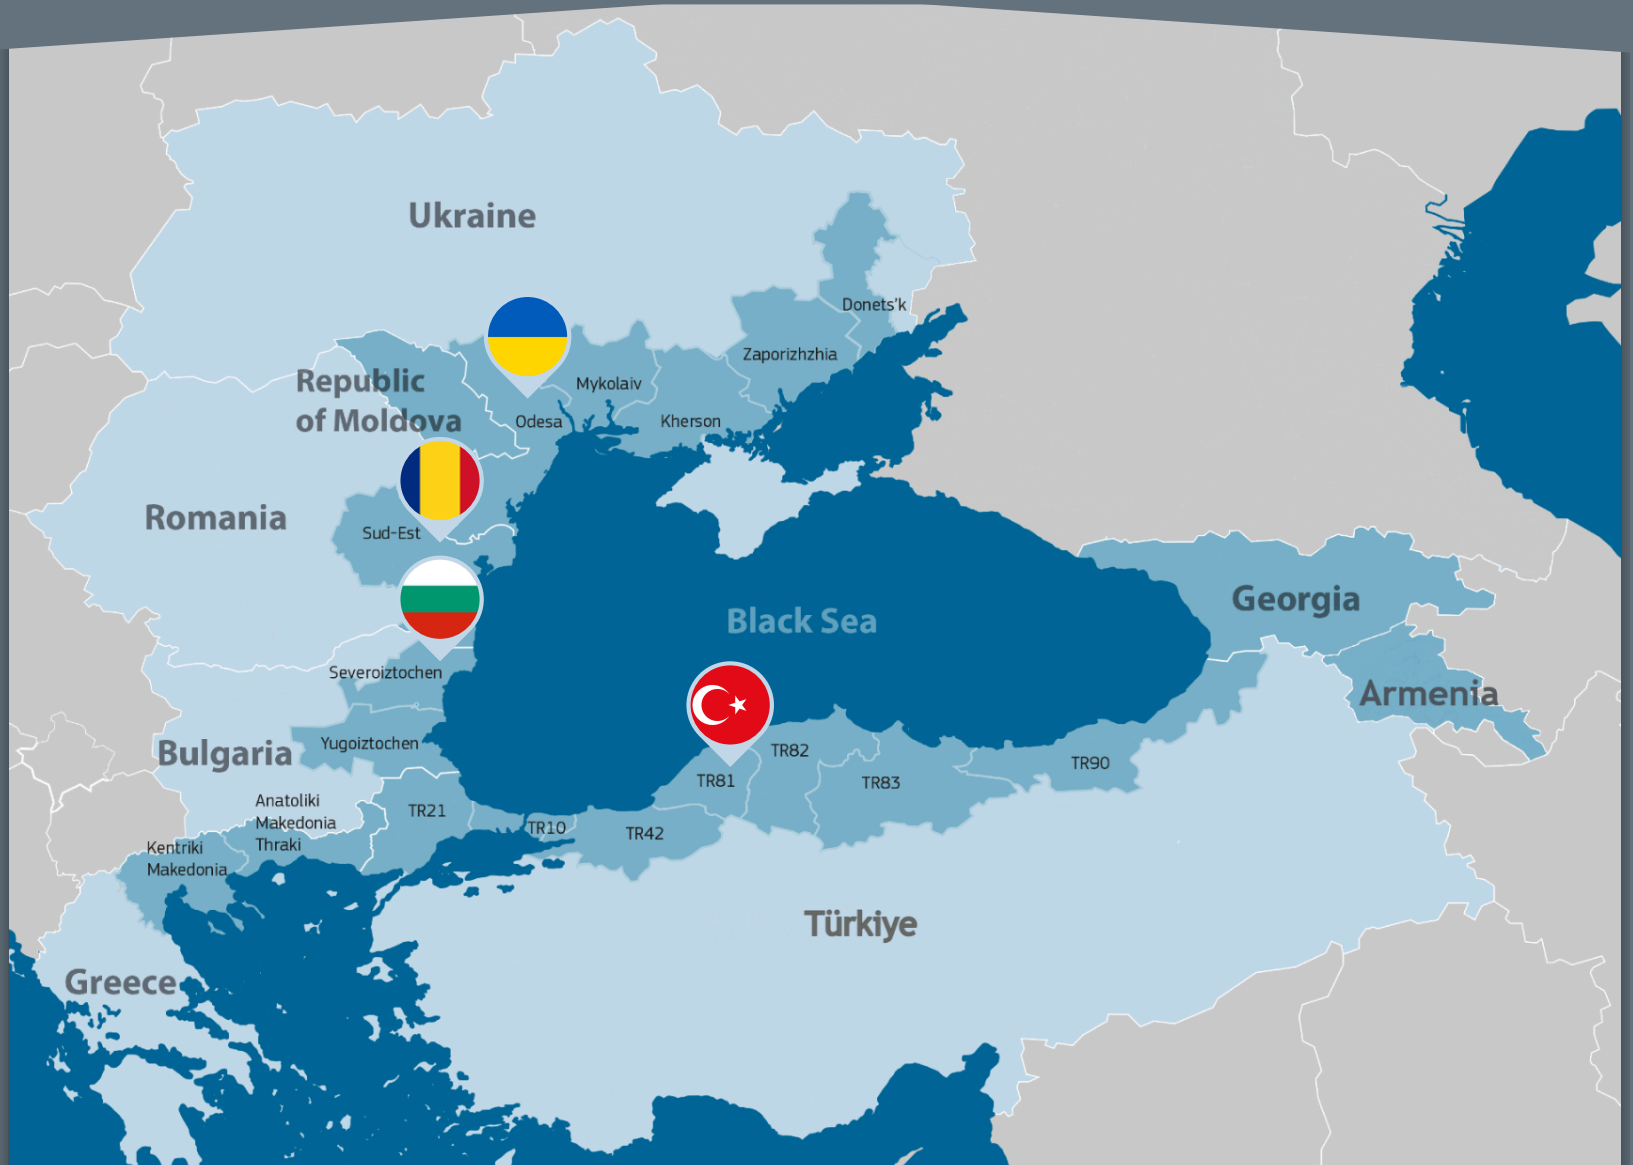 Ukraine
Donets'k
Zaporizhzhia
Republic
of Moldova
Mykolaiv
Odesa
Kherson
Romania
Sud-Est
Georgia
Black Sea
Severoiztochen
Armenia
Bulgaria
Yugoiztochen
TR82
TR90
TR81
TR83
Anatoliki
Makedonia
Thraki
TR21
TR10
TR42
Kentriki
Makedonia
Türkiye
Greece